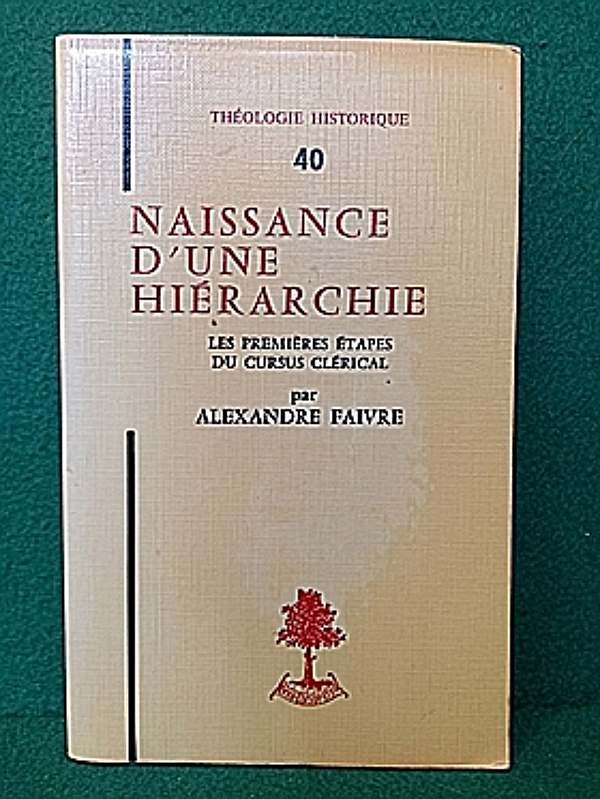 THÉOLOGIE HISTORIQUE
40
NAISSANCE
D'UNE
HIÉRARCHIE
LES PREMIÈRES ÉTAPES
DU CURSUS CLÉRICAL
par
ALEXANDRE FAIVRE